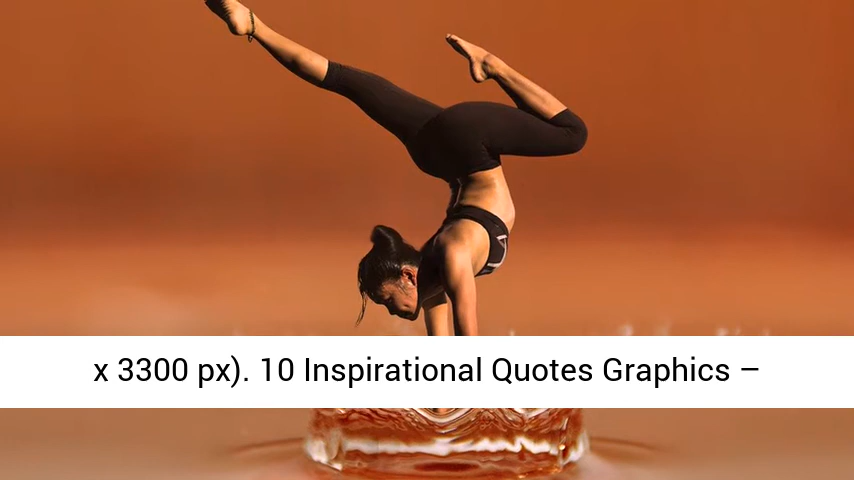 x 3300 px). 10 Inspirational Quotes Graphics –